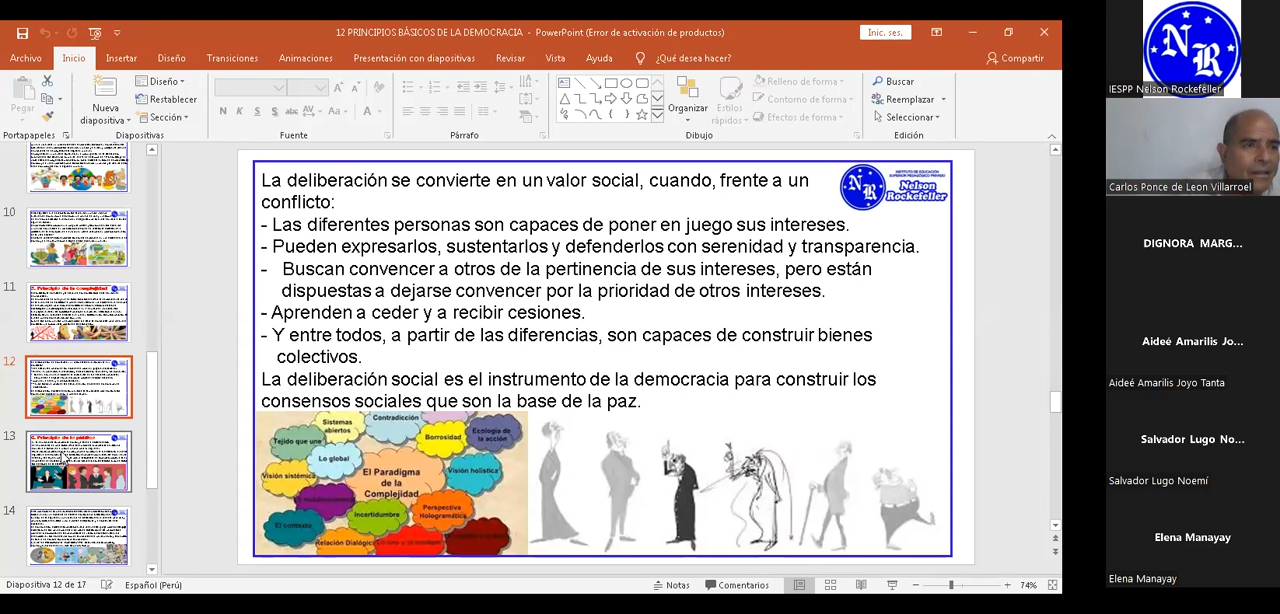 12 PRINCIPIOS BÁSICOS DE LA DEMOCRACIA - PowerPoint (Error de activación de productos)
Inic. ses.
Archivo Inicio Insertar Diseño Transiciones Animaciones Presentación con diapositivas Revisar Vista Ayuda ¿Qué desea hacer? Compartir
Pegar
Nueva diapositiva
Diseño
Restablecer
Sección
N K S S abc AV Aa A
Organizar
Estilos rápidos
Relleno de forma
Contorno de forma
Efectos de forma
Buscar
Reemplazar
Seleccionar
Portapapeles Diapositivas Fuente Párrafo Dibujo Edición
10
11
12
13
14
La deliberación se convierte en un valor social, cuando, frente a un
conflicto:
- Las diferentes personas son capaces de poner en juego sus intereses.
- Pueden expresarlos, sustentarlos y defenderlos con serenidad y transparencia.
- Buscan convencer a otros de la pertinencia de sus intereses, pero están
dispuestas a dejarse convencer por la prioridad de otros intereses.
- Aprenden a ceder y a recibir cesiones.
- Y entre todos, a partir de las diferencias, son capaces de construir bienes
colectivos.
La deliberación social es el instrumento de la democracia para construir los
consensos sociales que son la base de la paz.
NR
Nelson
Rockefeller
Sistemas abiertos
Contradicción
Tejido que une
Borrosidad
Ecología de la acción
Lo global
Visión sistémica
El Paradigma de la Complejidad
Visión holística
Incertidumbre
Perspectiva Hologramática
El contexto
Relación Dialógica
Diapositiva 12 de 17 Español (Perú) Notas Comentarios 74%
NR
IESPP Nelson Rockefeller
Carlos Ponce de Leon Villarroel
DIGNORA MARG...
Aideé Amarilis Jo...
Aideé Amarilis Joyo Tanta
Salvador Lugo No...
Salvador Lugo Noemí
Elena Manayay
Elena Manayay